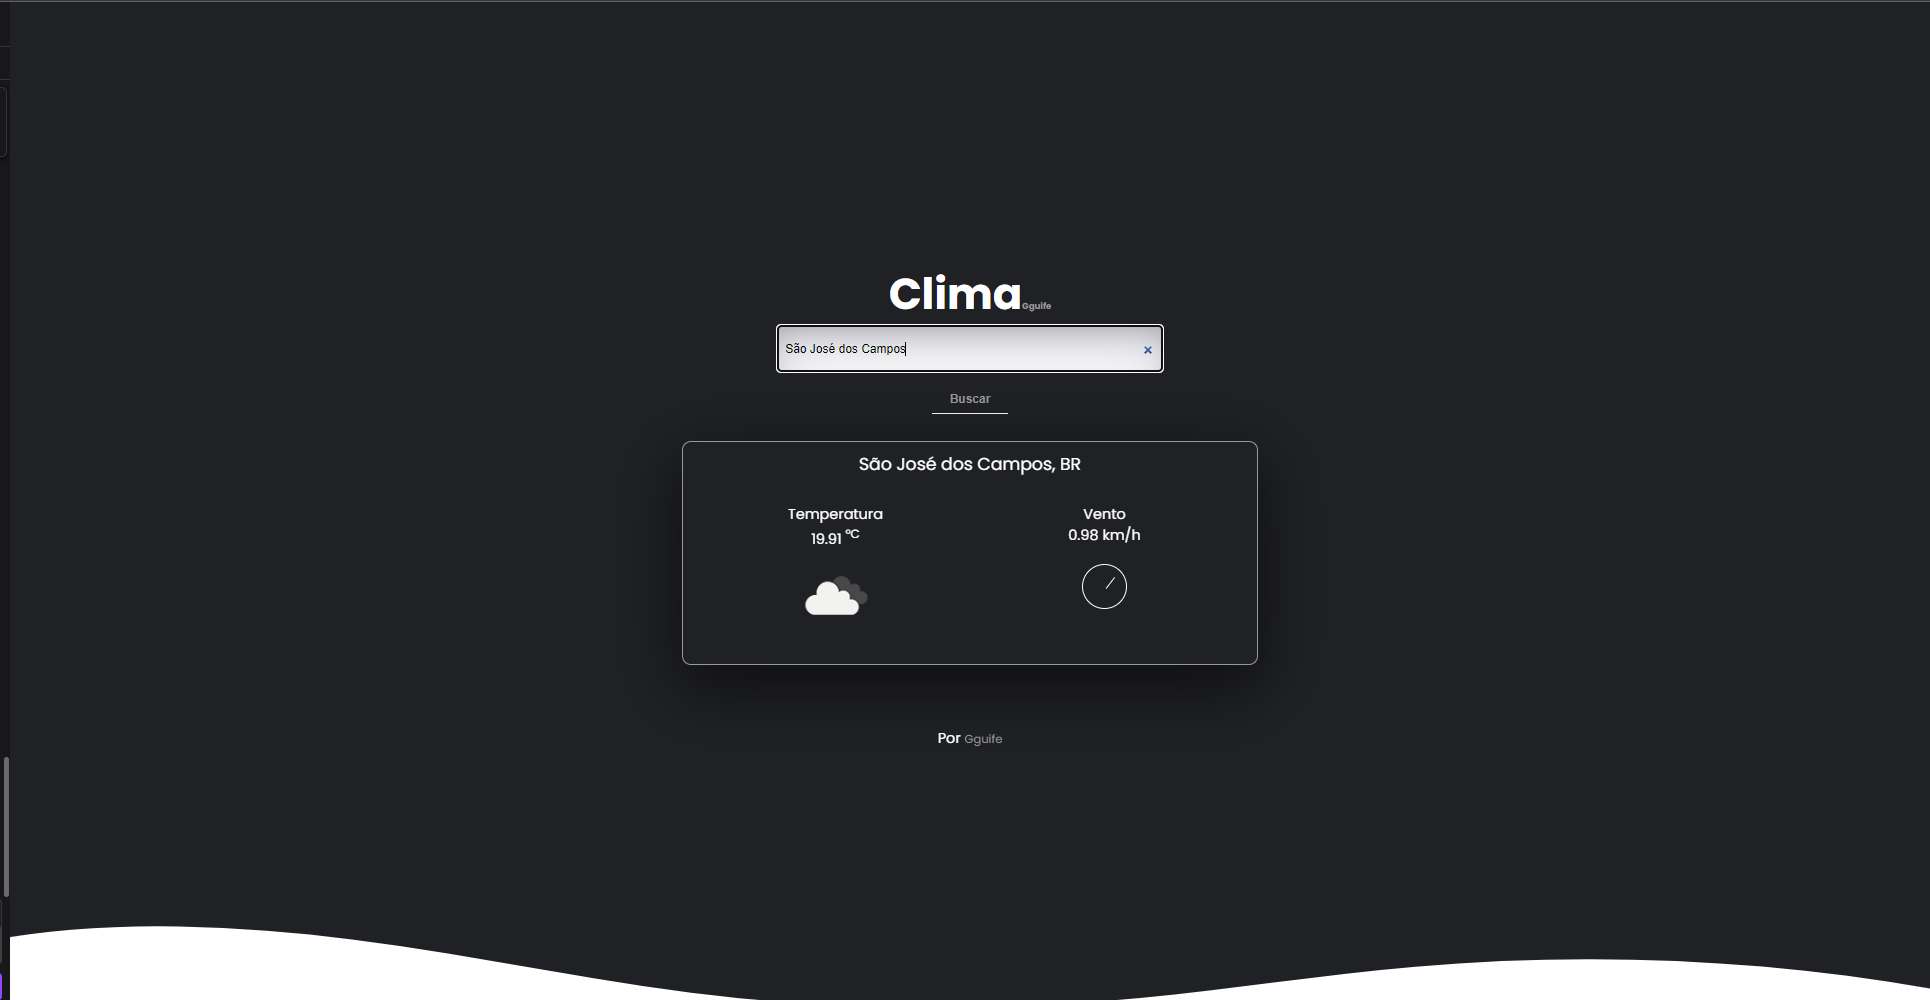 Clima Gguife
São José dos Campos
×
Buscar
São José dos Campos, BR
Temperatura
19.91 °C
Vento
0.98 km/h
Por Gguife